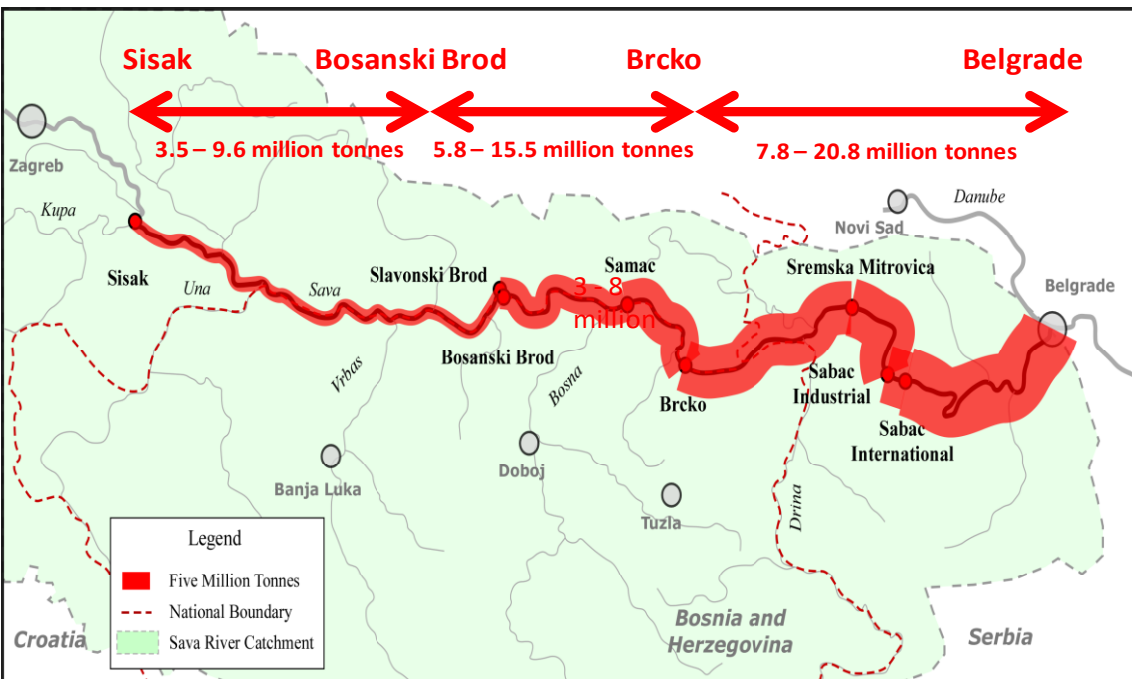 Sisak
Bosanski Brod
Brcko
Belgrade
3.5 – 9.6 million tonnes
5.8 – 15.5 million tonnes
7.8 – 20.8 million tonnes
Zagreb
Kupa
Danube
Novi Sad
Sisak
Una
Sava
Slavonski Brod
Samac
Sremska Mitrovica
Belgrade
3 - 8
million
Bosanski Brod
Vrbas
Bosna
Brcko
Sabac
Industrial
Sabac
International
Doboj
Banja Luka
Tuzla
Drina
Legend
Five Million Tonnes
National Boundary
Sava River Catchment
Croatia
Bosnia and
Herzegovina
Serbia